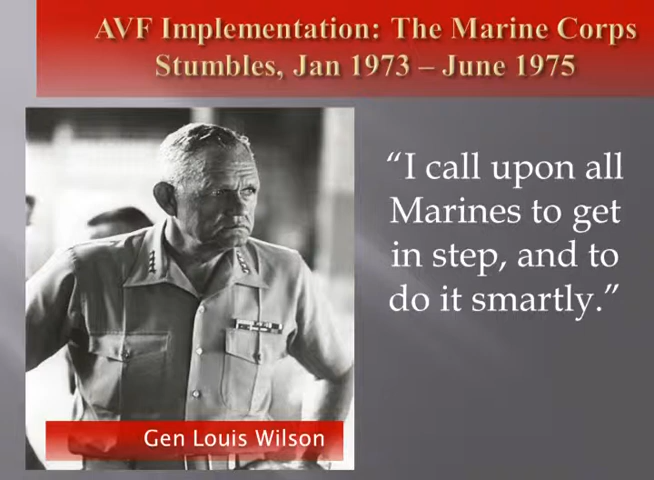 AVF Implementation: The Marine Corps
Stumbles, Jan 1973 – June 1975
“I call upon all
Marines to get
in step, and to
do it smartly.”
Gen Louis Wilson